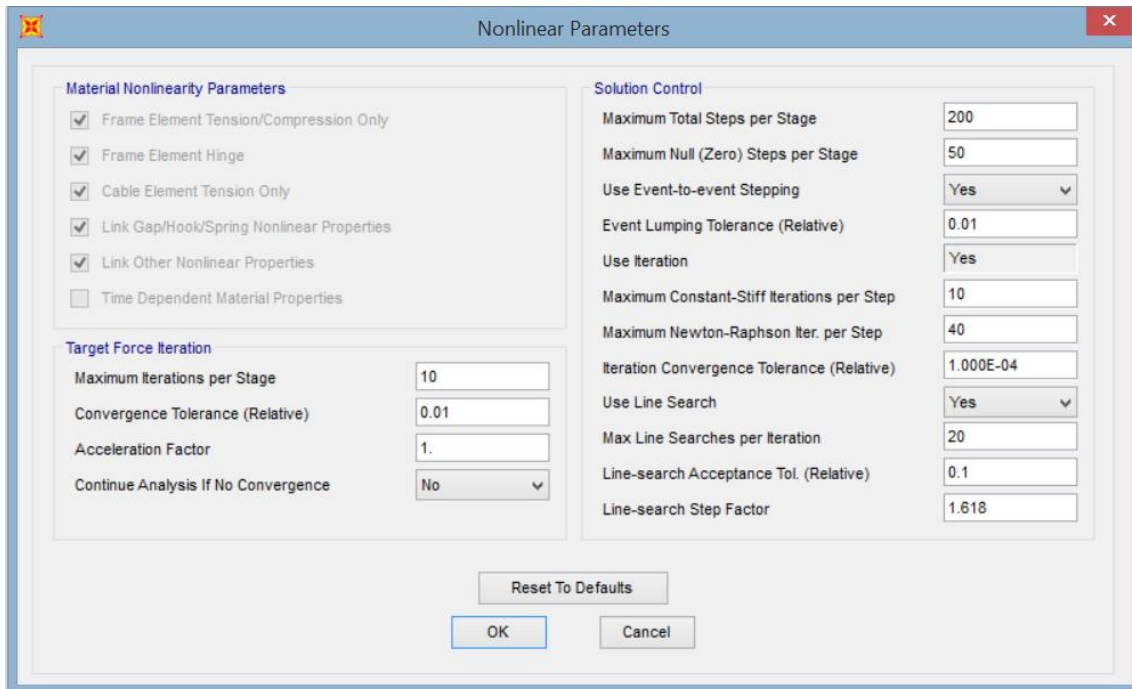 Nonlinear Parameters
Material Nonlinearity Parameters
Frame Element Tension/Compression Only
Frame Element Hinge
Cable Element Tension Only
Link Gap/Hook/Spring Nonlinear Properties
Link Other Nonlinear Properties
Time Dependent Material Properties
Target Force Iteration
Maximum Iterations per Stage 10
Convergence Tolerance (Relative) 0.01
Acceleration Factor 1.
Continue Analysis If No Convergence No
Solution Control
Maximum Total Steps per Stage 200
Maximum Null (Zero) Steps per Stage 50
Use Event-to-event Stepping Yes
Event Lumping Tolerance (Relative) 0.01
Use Iteration Yes
Maximum Constant-Stiff Iterations per Step 10
Maximum Newton-Raphson Iter. per Step 40
Iteration Convergence Tolerance (Relative) 1.000E-04
Use Line Search Yes
Max Line Searches per Iteration 20
Line-search Acceptance Tol. (Relative) 0.1
Line-search Step Factor 1.618
Reset To Defaults
OK Cancel